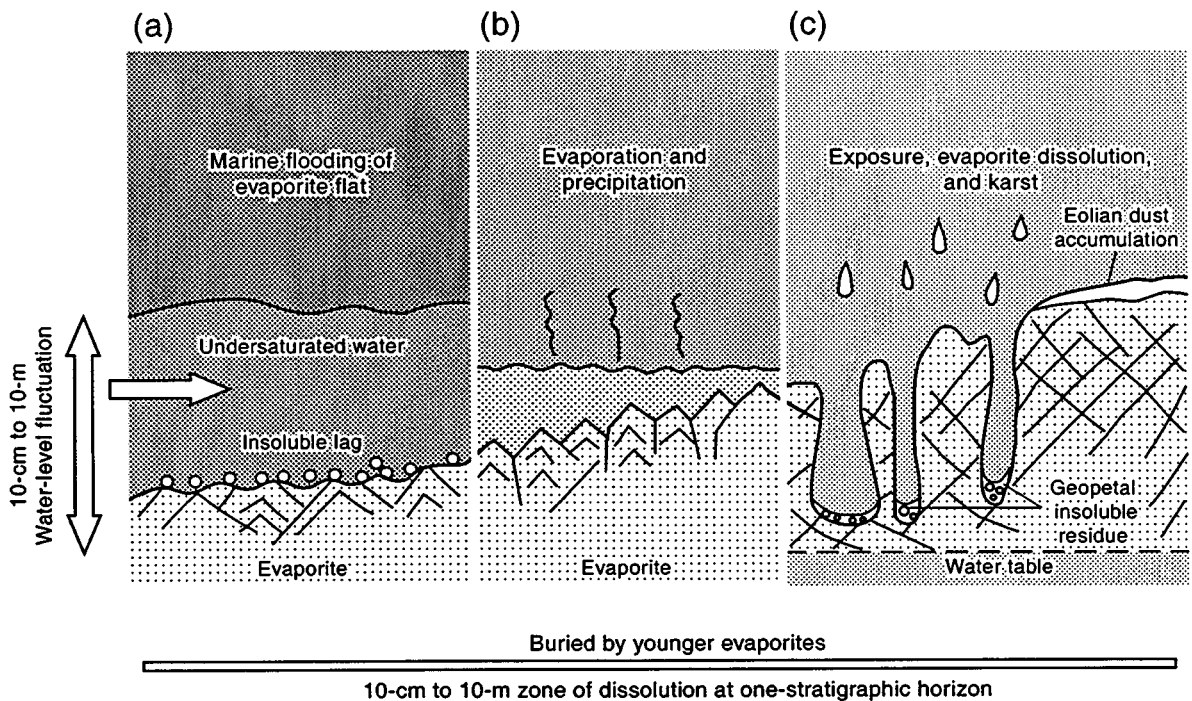 (a)
(b)
(c)
Marine flooding of
evaporite flat
Evaporation and
precipitation
Exposure, evaporite dissolution,
and karst
Eolian dust
accumulation
10-cm to 10-m
Water-level fluctuation
Undersaturated water
Insoluble lag
Geopetal
insoluble
residue
Evaporite
Evaporite
Water table
Buried by younger evaporites
10-cm to 10-m zone of dissolution at one-stratigraphic horizon